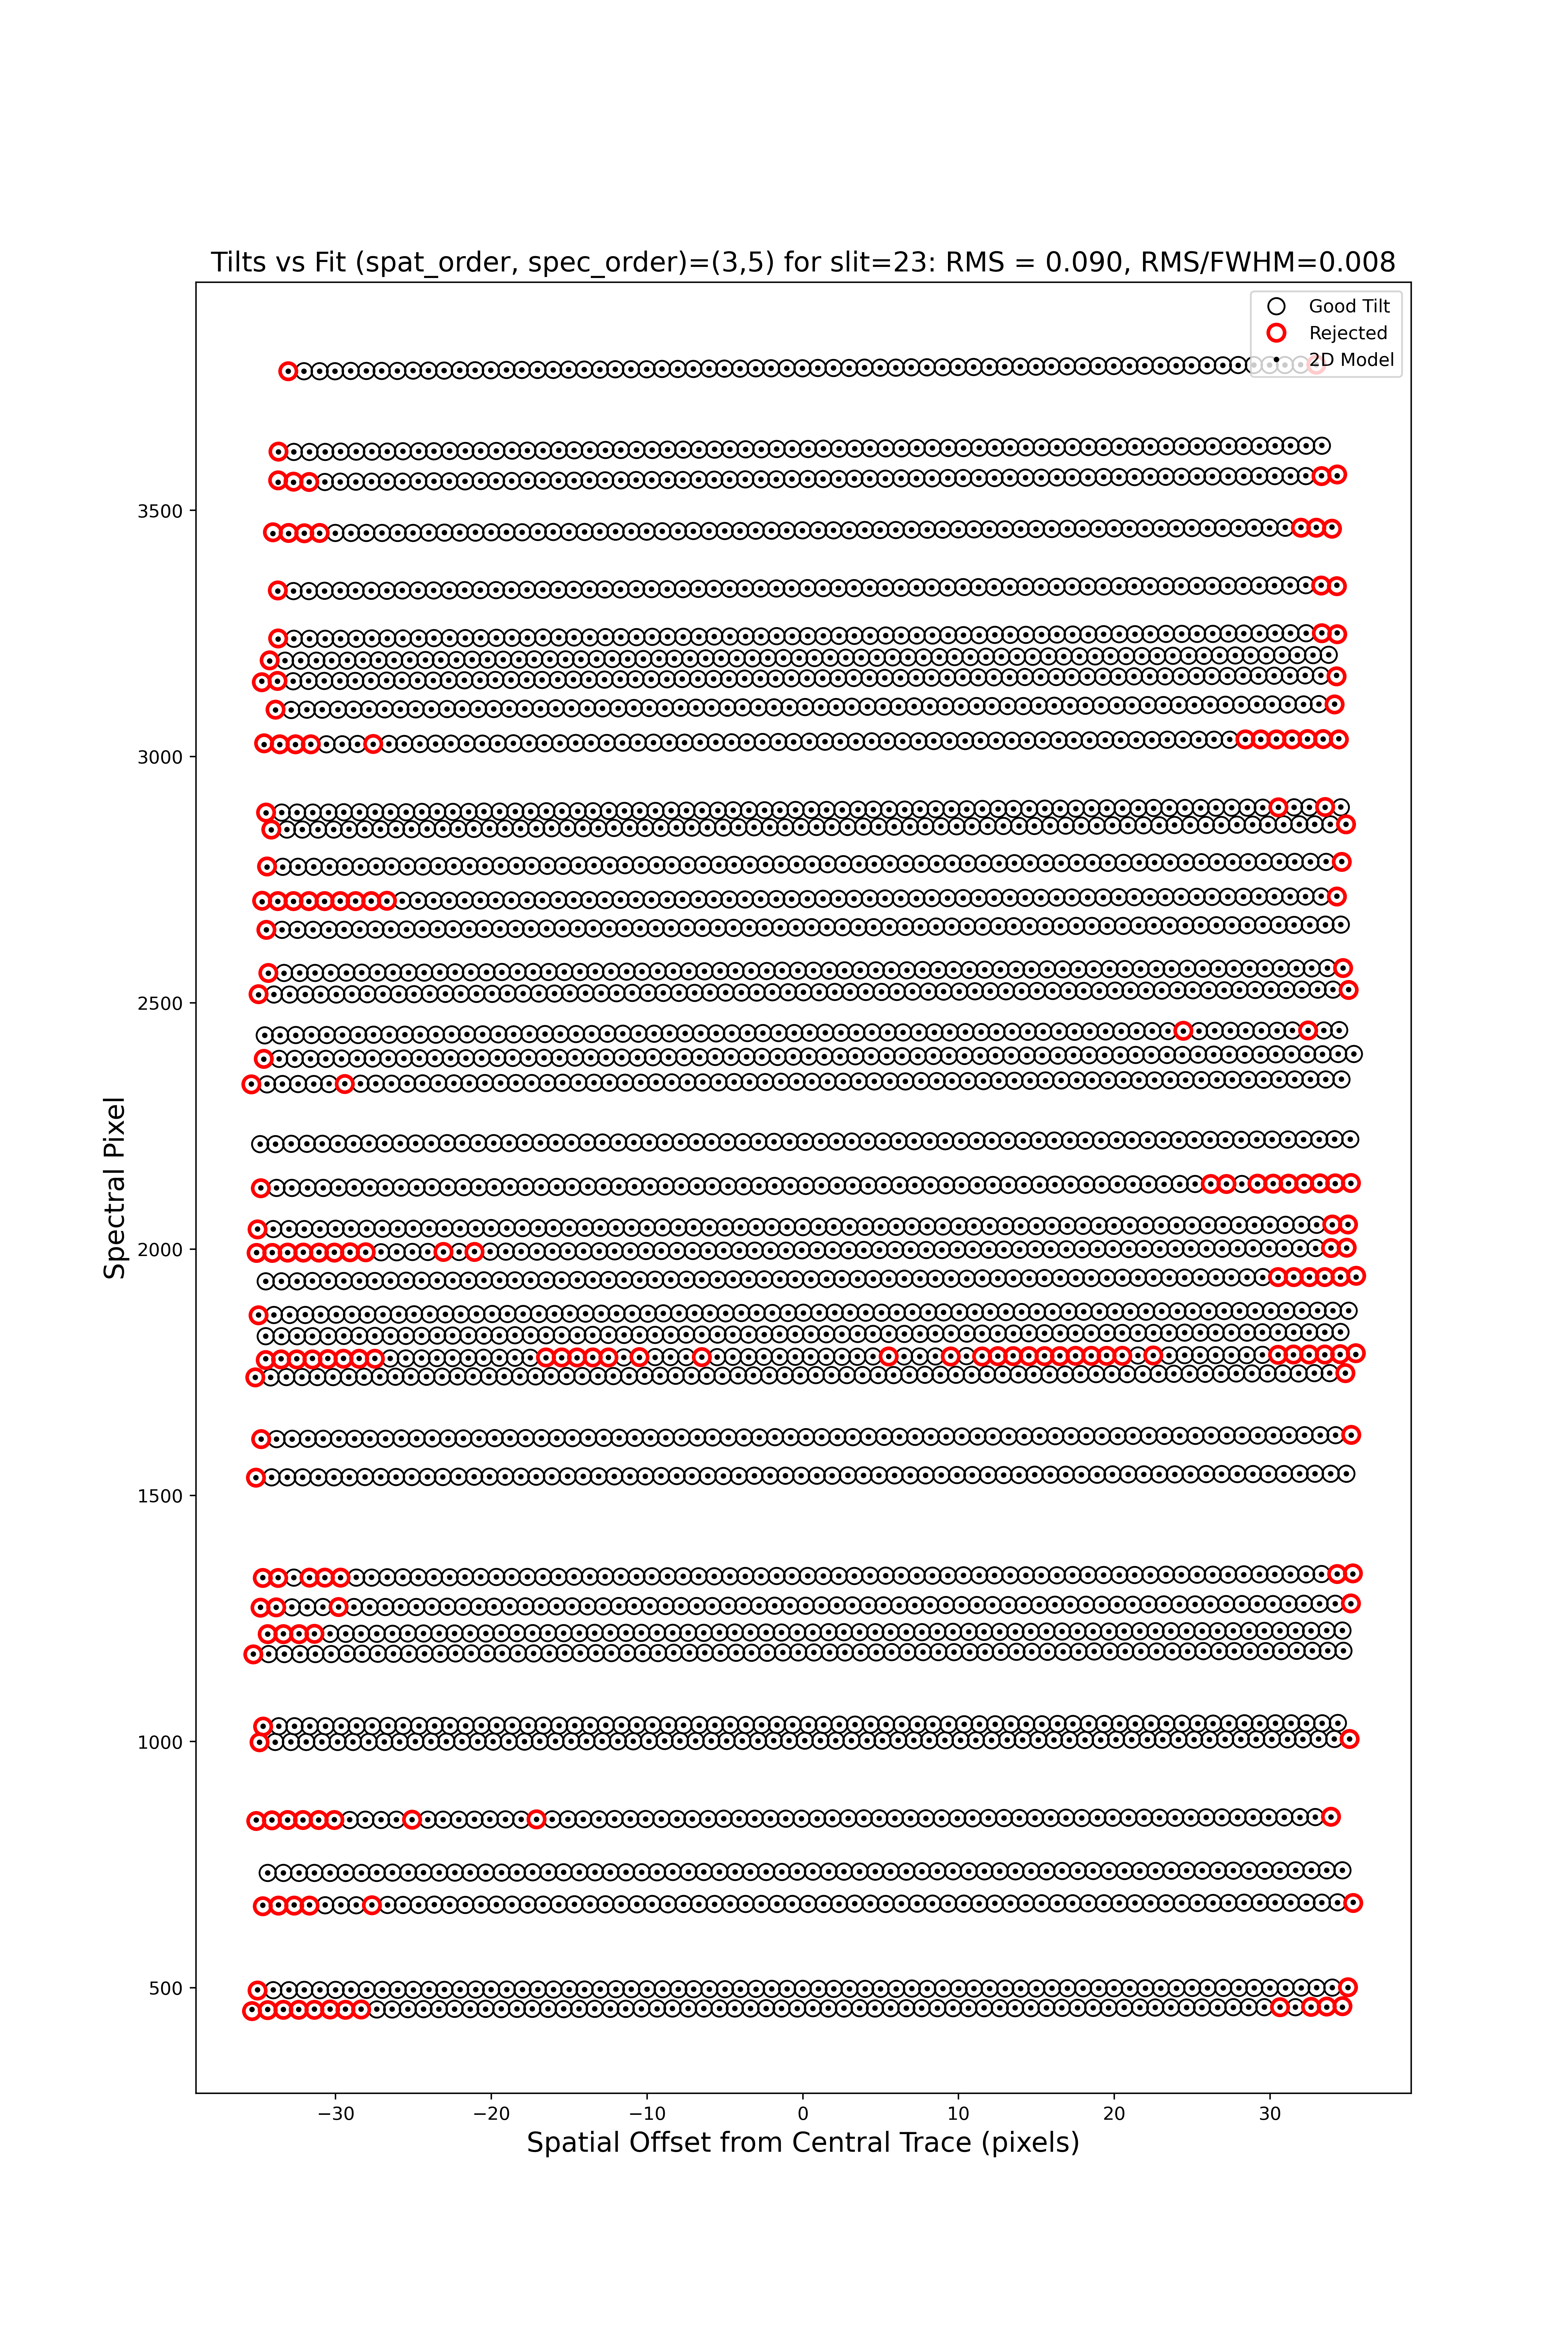 Tilts vs Fit (spat_order, spec_order)=(3,5) for slit=23: RMS = 0.090, RMS/FWHM=0.008
Good Tilt
Rejected
2D Model
3500
3000
2500
2000
1500
1000
500
Spectral Pixel
−30
−20
−10
0
10
20
30
Spatial Offset from Central Trace (pixels)